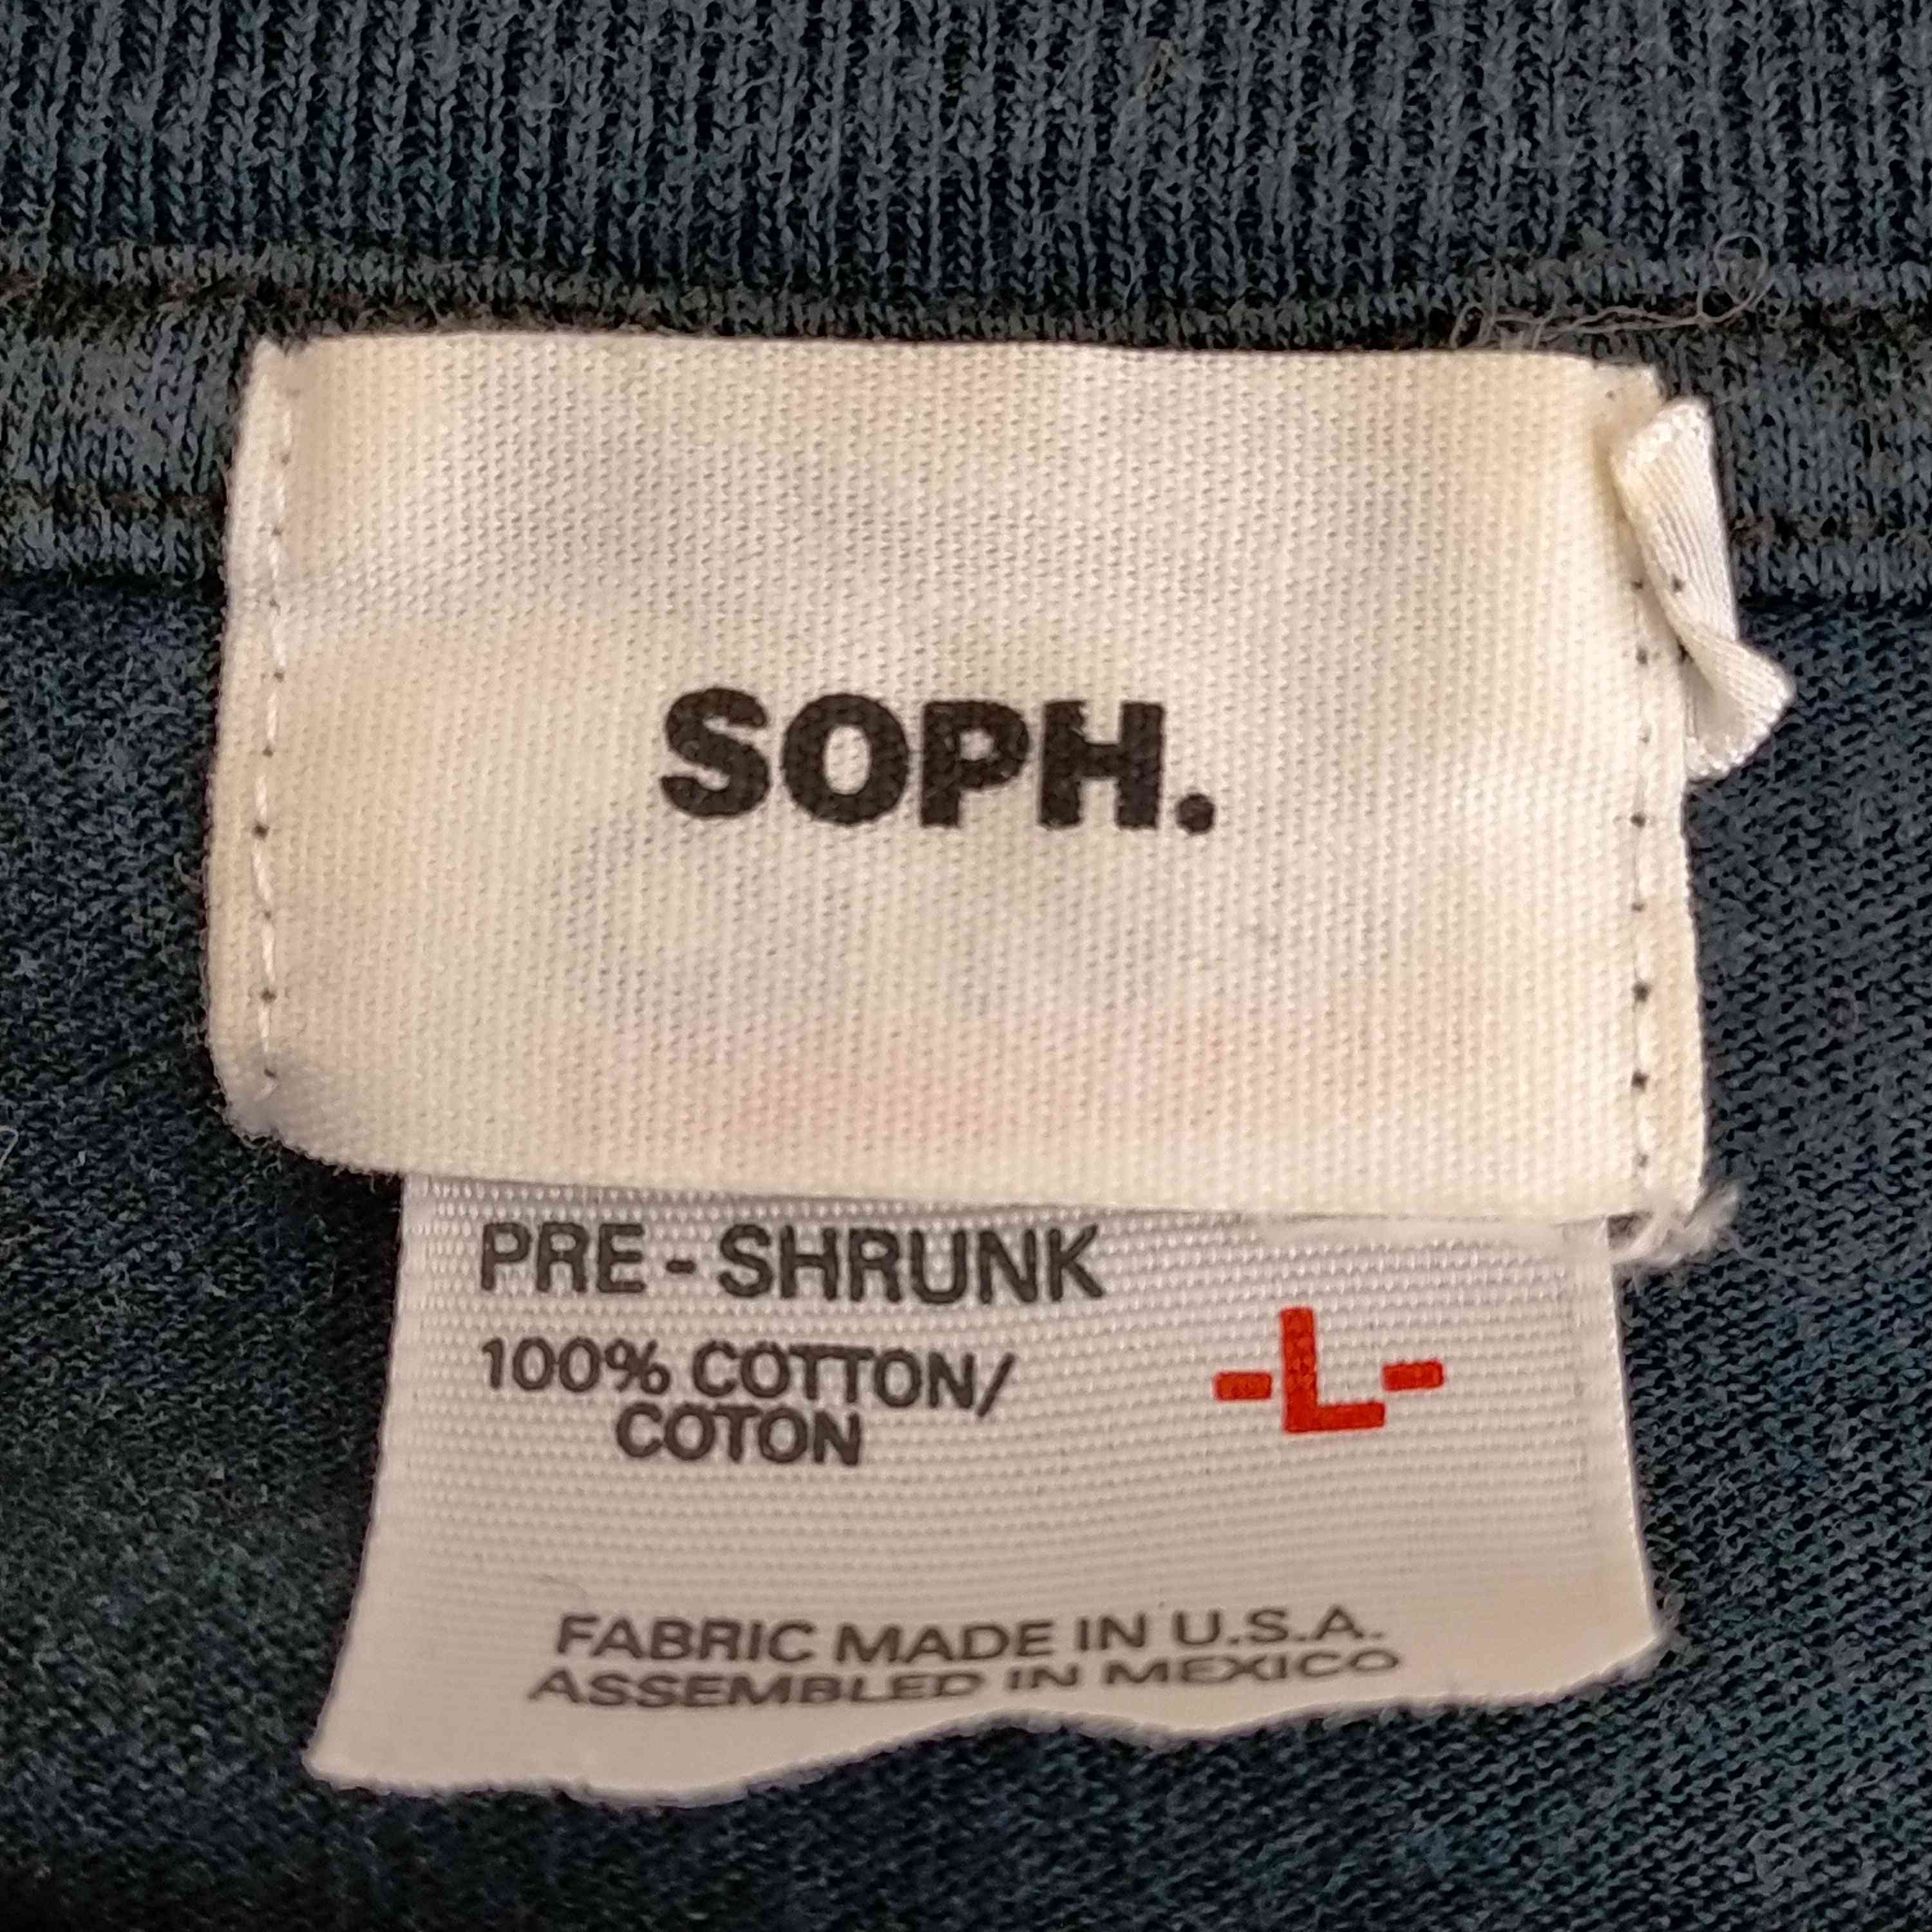 SOPH.
PRE - SHRUNK
100% COTTON/
COTON
-L-
FABRIC MADE IN U.S.A.
ASSEMBLED IN MEXICO